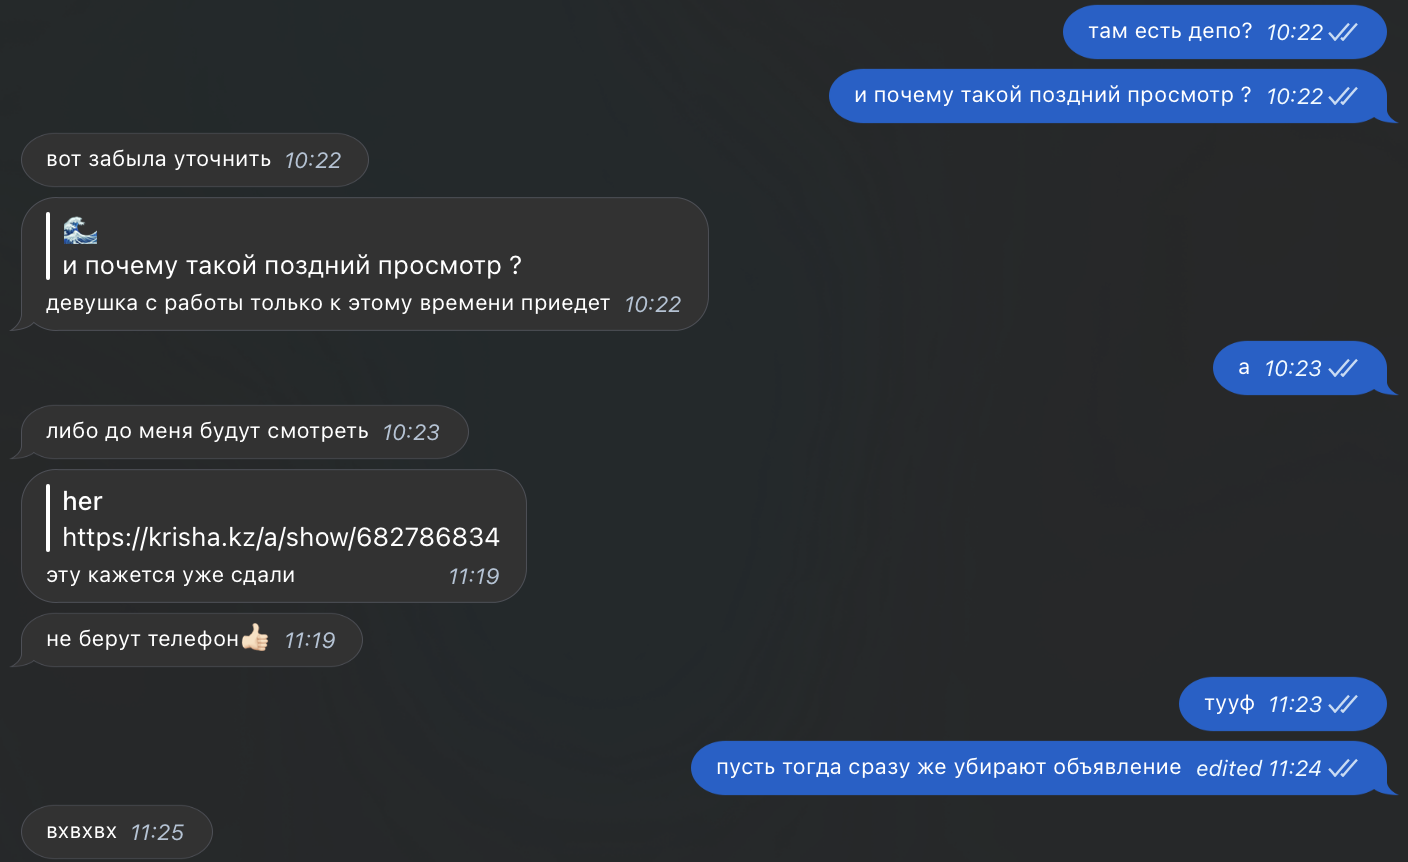 там есть депо? 10:22
и почему такой поздний просмотр ? 10:22
вот забыла уточнить 10:22
🌊
и почему такой поздний просмотр ?
девушка с работы только к этому времени приедет 10:22
а 10:23
либо до меня будут смотреть 10:23
her
https://krisha.kz/a/show/682786834
эту кажется уже сдали 11:19
не берут телефон👍🏻 11:19
тууф 11:23
пусть тогда сразу же убирают объявление edited 11:24
вхвхвх 11:25